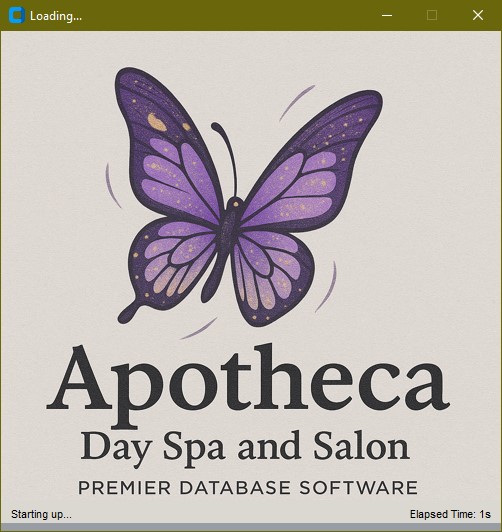 Loading...
Apotheca
Day Spa and Salon
PREMIER DATABASE SOFTWARE
Starting up...
Elapsed Time: 1s